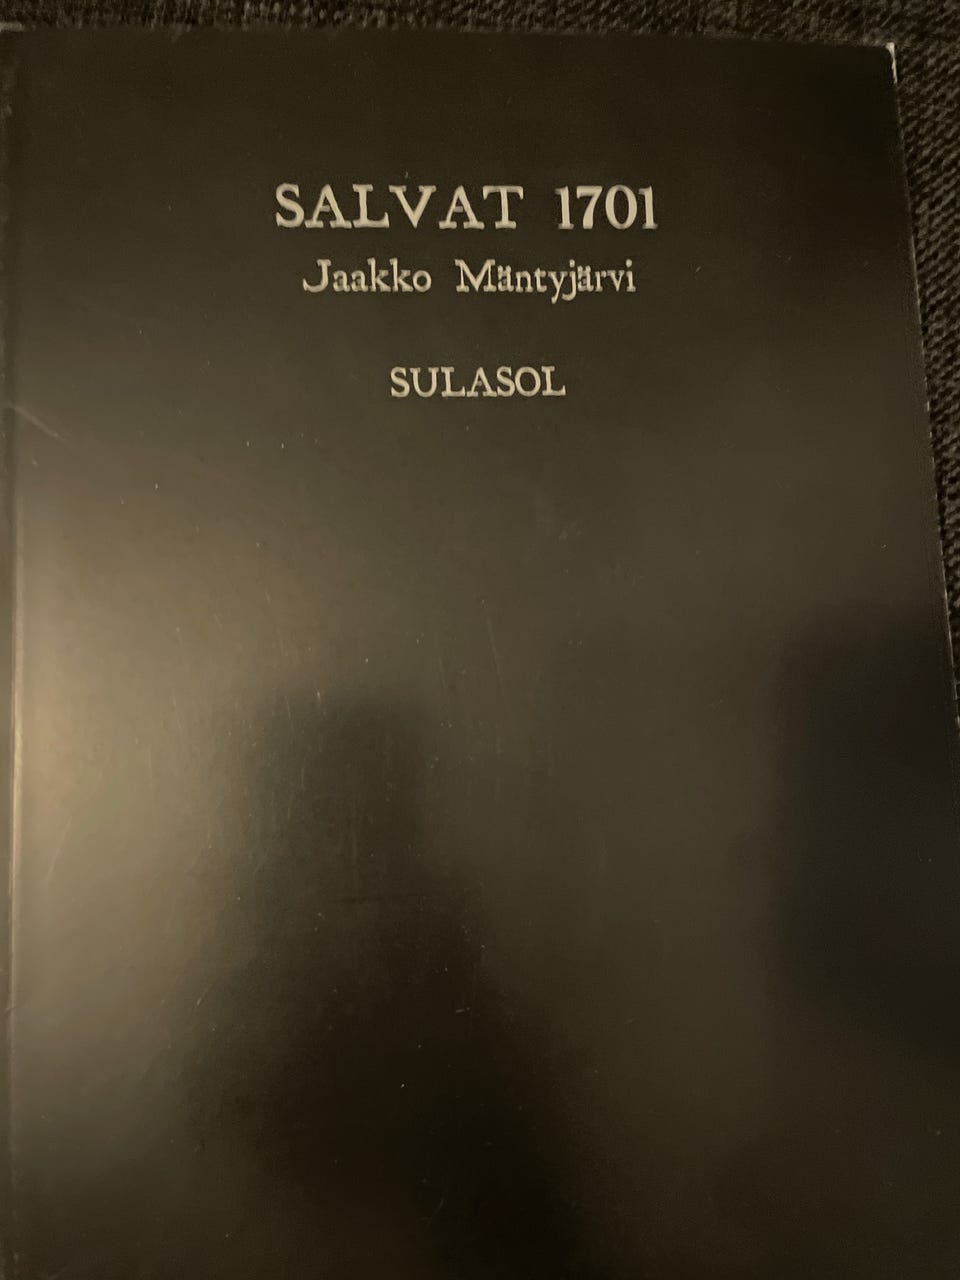 SALVAT 1701
Jaakko Mäntyjärvi
SULASOL